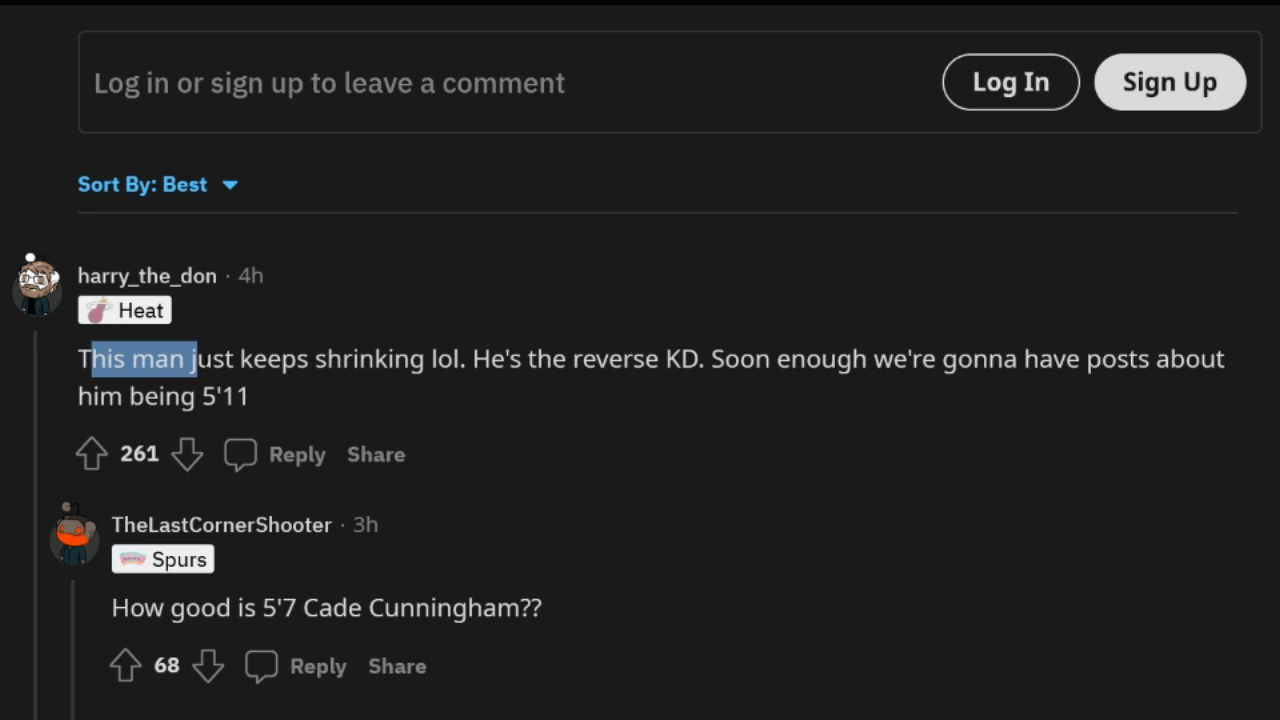 Log in or sign up to leave a comment
Log In
Sign Up
Sort By: Best
harry_the_don · 4h
Heat
This man just keeps shrinking lol. He's the reverse KD. Soon enough we're gonna have posts about
him being 5'11
261 Reply Share
TheLastCornerShooter · 3h
Spurs
How good is 5'7 Cade Cunningham??
68 Reply Share